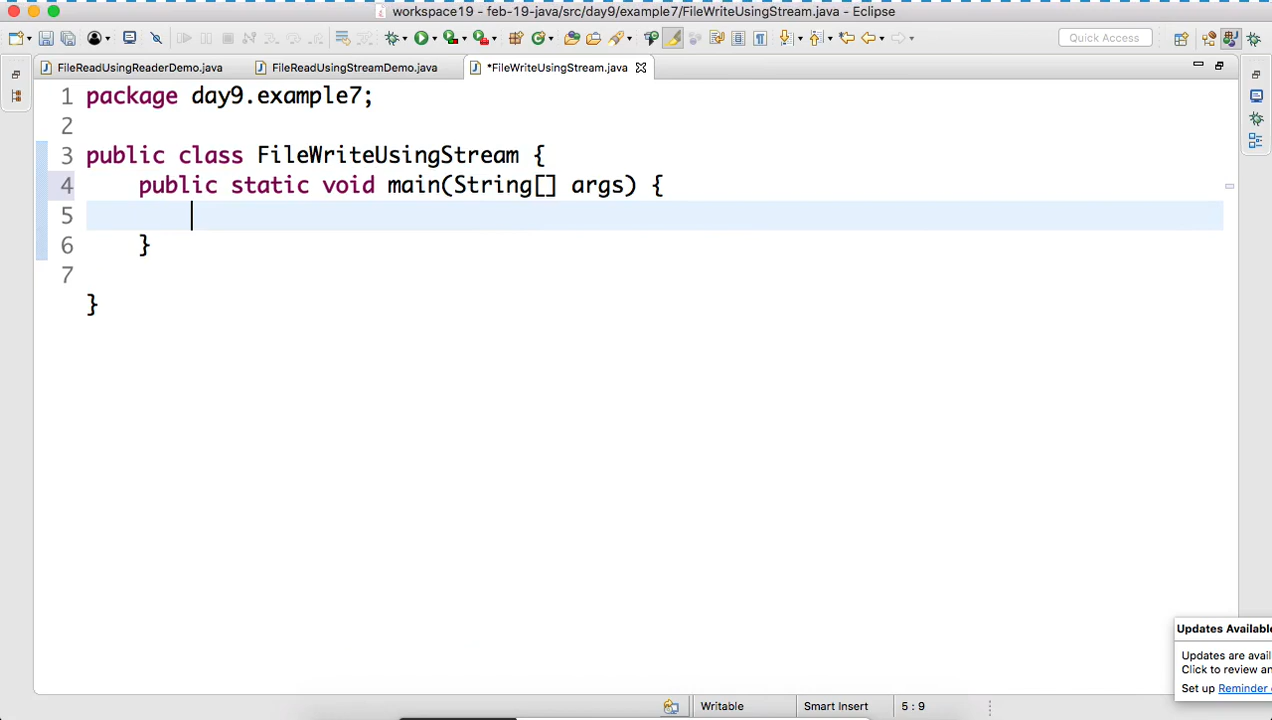 workspace19 - feb-19-java/src/day9/example7/FileWriteUsingStream.java - Eclipse
Quick Access
FileReadUsingReaderDemo.java FileReadUsingStreamDemo.java *FileWriteUsingStream.java
1 package day9.example7;
2
3 public class FileWriteUsingStream {
4 public static void main(String[] args) {
5
6 }
7
}
Updates Available
Updates are avail
Click to review an
Set up Reminder
Writable Smart Insert 5 : 9